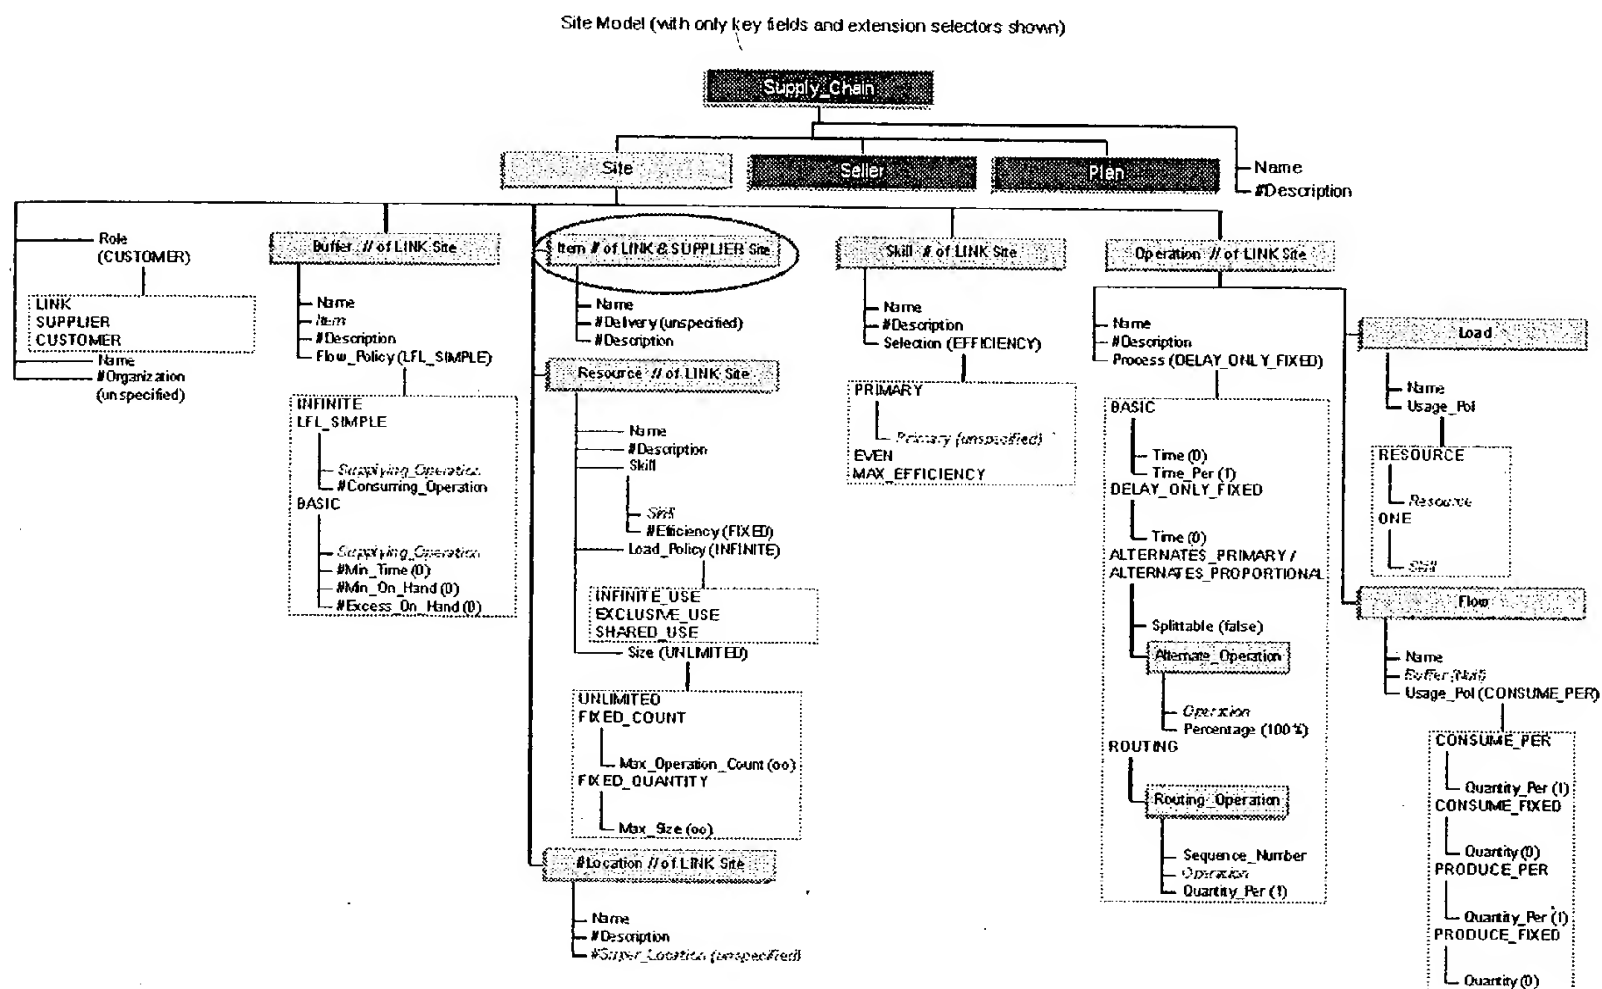 Site Model (with only key fields and extension selectors shown)
Supply_Chain
Site
Seller
Plan
Name
#Description
Role
(CUSTOMER)
LINK
SUPPLIER
CUSTOMER
Name
#Organization
(unspecified)
Buffer // of LINK Site
Name
Item
#Description
Flow_Policy (LFL_SIMPLE)
INFINITE
LFL_SIMPLE
Supplying_Operation
#Consuming_Operation
BASIC
Supplying_Operation
#Min_Time (0)
#Min_On_Hand (0)
#Excess_On_Hand (0)
Item # of LINK & SUPPLIER Site
Name
#Delivery (unspecified)
#Description
Resource // of LINK Site
Name
#Description
Skill
Skill
#Efficiency (FIXED)
Load_Policy (INFINITE)
INFINITE_USE
EXCLUSIVE_USE
SHARED_USE
Size (UNLIMITED)
UNLIMITED
FIXED_COUNT
Max_Operation_Count (oo)
FIXED_QUANTITY
Max_Size (oo)
#Location // of LINK Site
Name
#Description
#Super_Location (unspecified)
Skill # of LINK Site
Name
#Description
Selection (EFFICIENCY)
PRIMARY
Primary (unspecified)
EVEN
MAX_EFFICIENCY
Operation // of LINK Site
Name
#Description
Process (DELAY_ONLY_FIXED)
BASIC
Time (0)
Time_Per (1)
DELAY_ONLY_FIXED
Time (0)
ALTERNATES_PRIMARY /
ALTERNATES_PROPORTIONAL
Splittable (false)
Alternate_Operation
Operation
Percentage (100%)
ROUTING
Routing_Operation
Sequence_Number
Operation
Quantity_Per (1)
Load
Name
Usage_Pol
RESOURCE
Resource
ONE
Skill
Flow
Name
Buffer (Null)
Usage_Pol (CONSUME_PER)
CONSUME_PER
Quantity_Per (1)
CONSUME_FIXED
Quantity (0)
PRODUCE_PER
Quantity_Per (1)
PRODUCE_FIXED
Quantity (0)